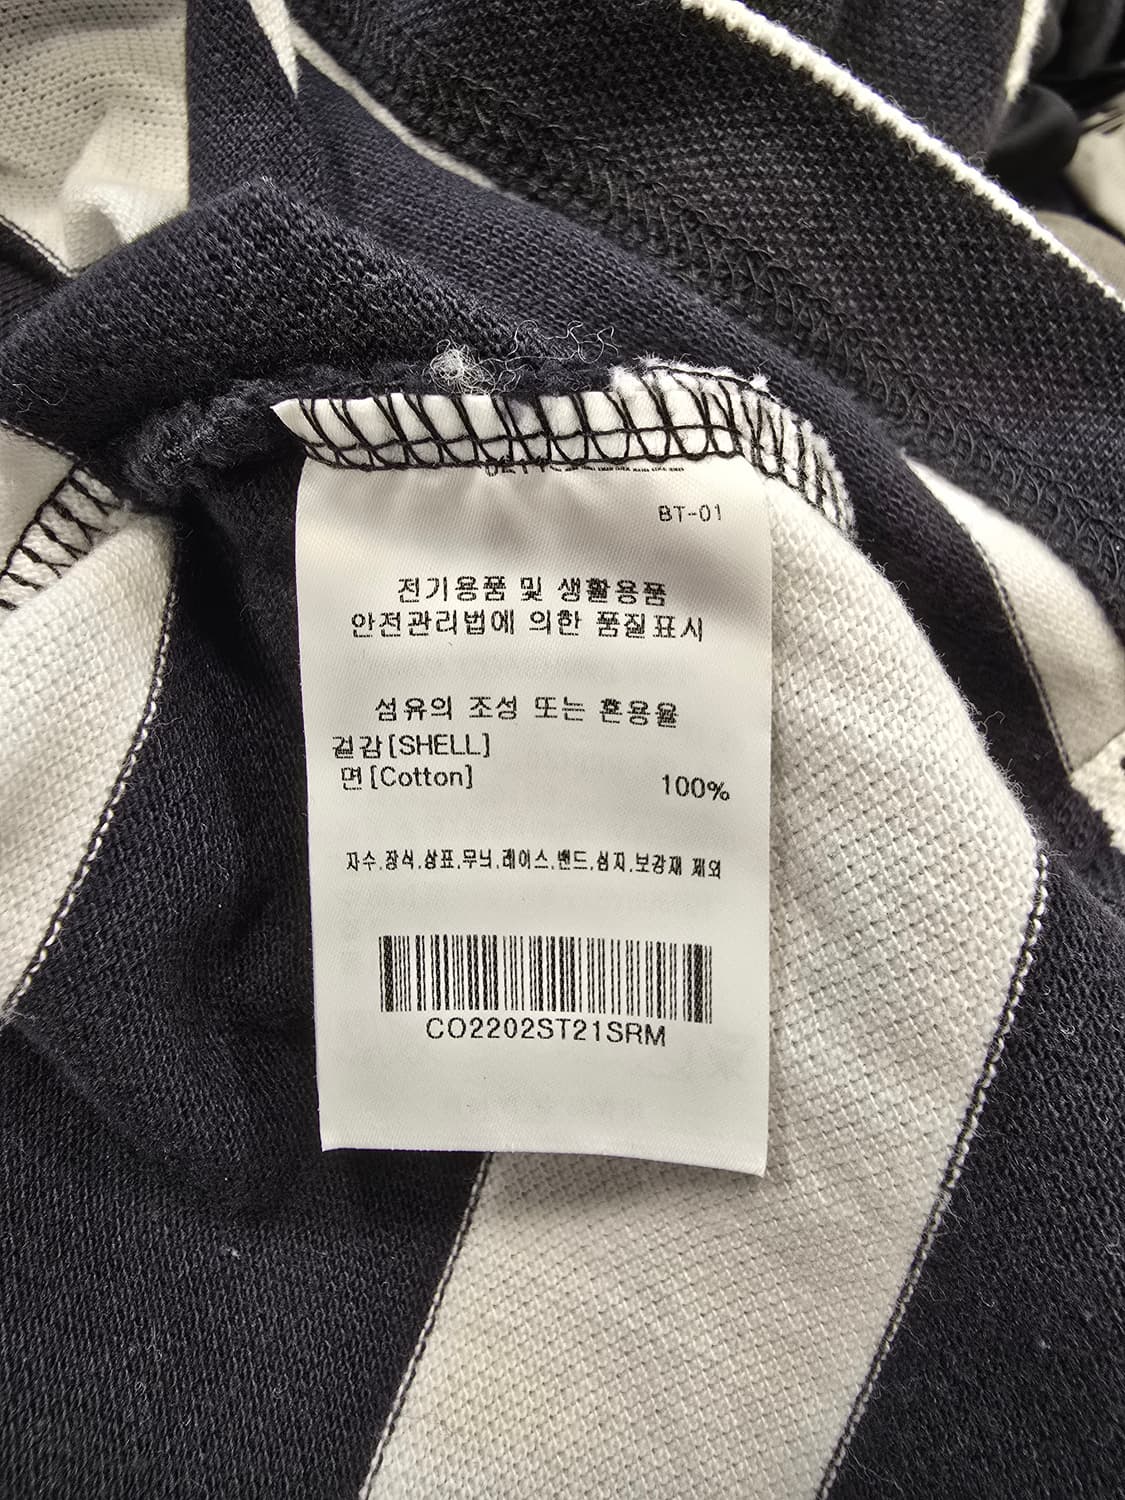 BT-01
전기용품 및 생활용품
안전관리법에 의한 품질표시
섬유의 조성 또는 혼용율
겉감[SHELL]
면[Cotton] 100%
자수.장식.상표.무늬.레이스.밴드.심지.보강재 제외
CO2202ST21SRM